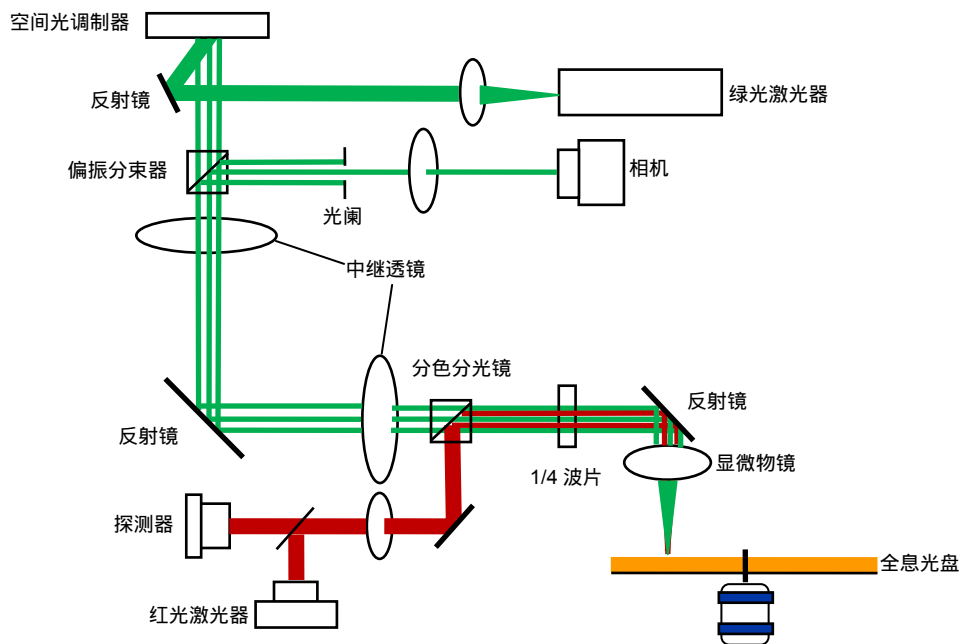 空间光调制器
反射镜
绿光激光器
偏振分束器
相机
光阑
中继透镜
分色分光镜
反射镜
反射镜
1/4 波片
显微物镜
探测器
全息光盘
红光激光器